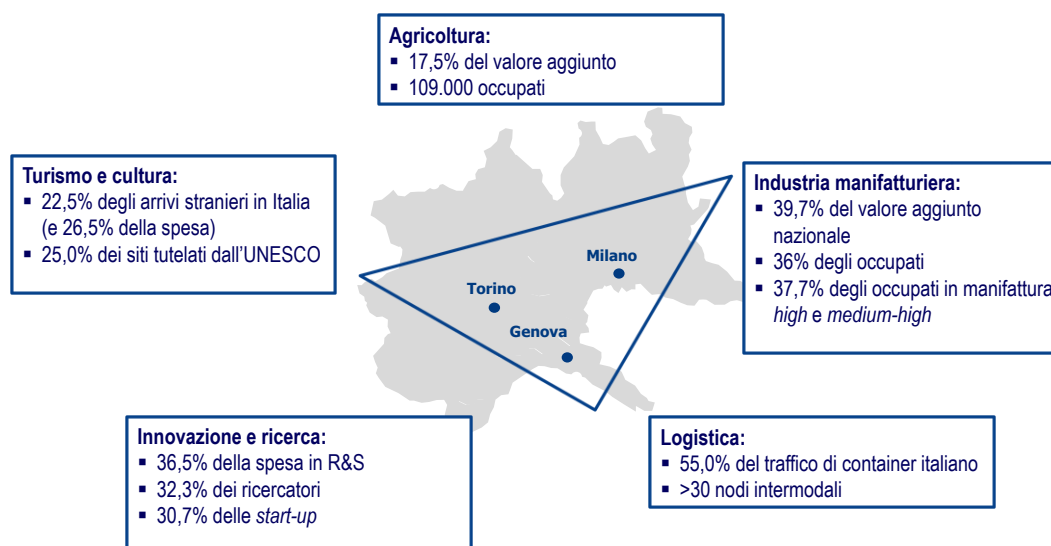 Agricoltura:
▪ 17,5% del valore aggiunto
▪ 109.000 occupati
Turismo e cultura:
▪ 22,5% degli arrivi stranieri in Italia
(e 26,5% della spesa)
▪ 25,0% dei siti tutelati dall'UNESCO
Industria manifatturiera:
▪ 39,7% del valore aggiunto
nazionale
▪ 36% degli occupati
▪ 37,7% degli occupati in manifattura
high e medium-high
Milano
Torino
Genova
Innovazione e ricerca:
▪ 36,5% della spesa in R&S
▪ 32,3% dei ricercatori
▪ 30,7% delle start-up
Logistica:
▪ 55,0% del traffico di container italiano
▪ >30 nodi intermodali